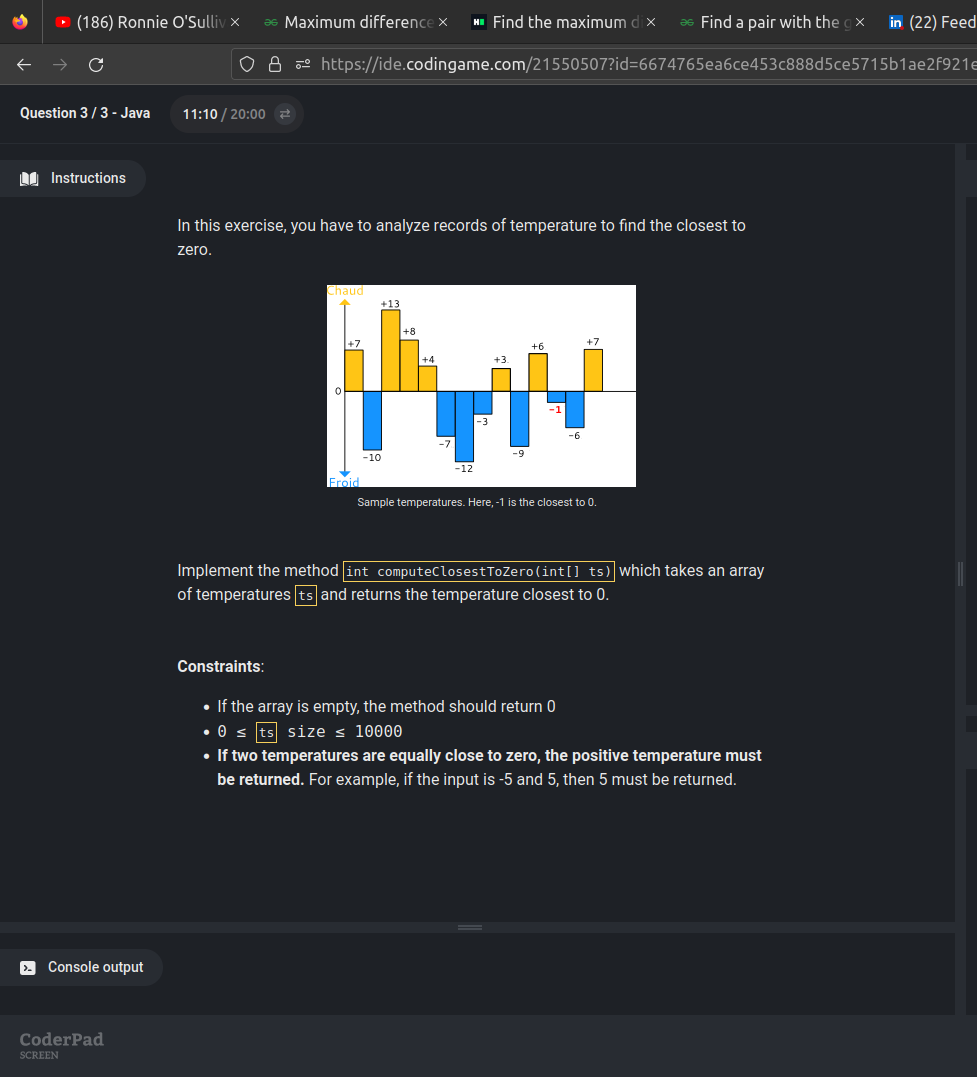 (186) Ronnie O'Sulliv
Maximum difference
Find the maximum d
Find a pair with the g
(22) Feed
https://ide.codingame.com/21550507?id=6674765ea6ce453c888d5ce5715b1ae2f921e
Question 3 / 3 - Java
11:10 / 20:00
Instructions
In this exercise, you have to analyze records of temperature to find the closest to
zero.
Chaud
+13
+8
+7
+4
+3
+6
+7
0
-1
-3
-6
-7
-9
-10
-12
Froid
Sample temperatures. Here, -1 is the closest to 0.
Implement the method int computeClosestToZero(int[] ts) which takes an array
of temperatures ts and returns the temperature closest to 0.
Constraints:
• If the array is empty, the method should return 0
• 0 ≤ ts size ≤ 10000
• If two temperatures are equally close to zero, the positive temperature must
be returned. For example, if the input is -5 and 5, then 5 must be returned.
Console output
CoderPad
SCREEN